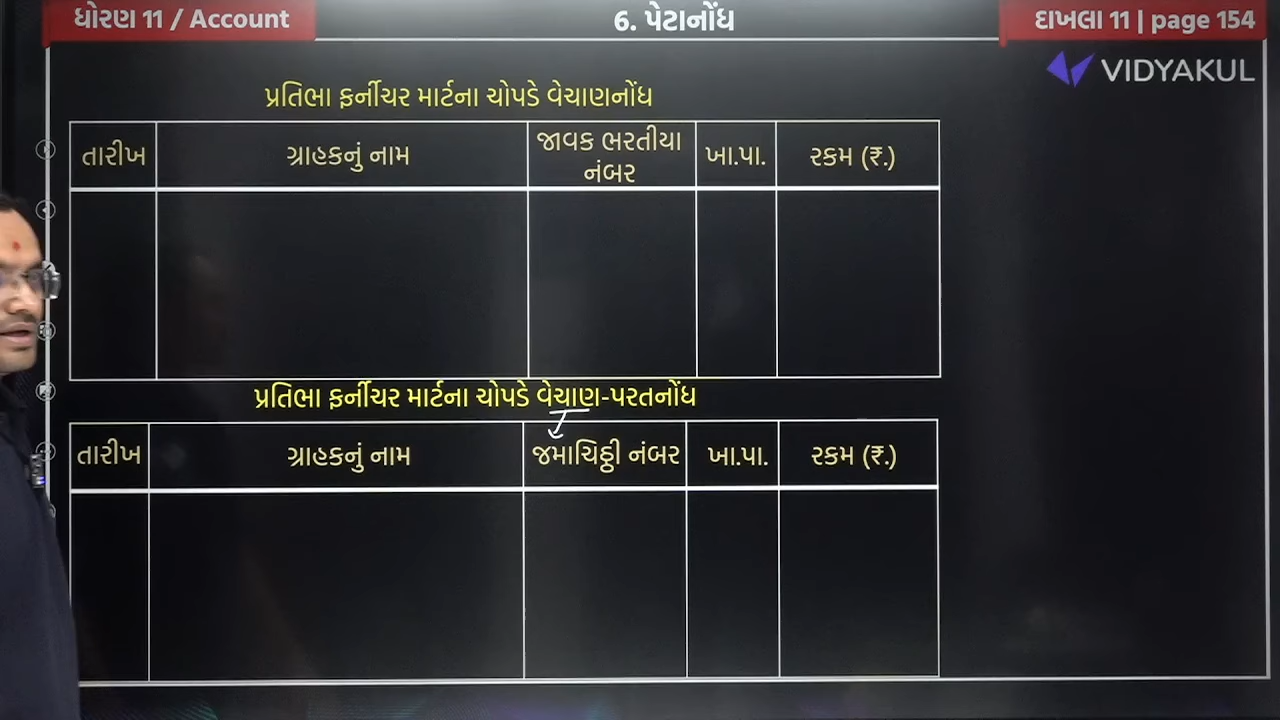 ધોરણ 11 / Account
6. પેટાનોંધ
દાખલા 11 | page 154
VIDYAKUL
પ્રતિભા ફર્નીચર માર્ટના ચોપડે વેચાણનોંધ
તારીખ ગ્રાહકનું નામ જાવક ભરતીયા નંબર ખા.પા. રકમ (₹.)
પ્રતિભા ફર્નીચર માર્ટના ચોપડે વેચાણ-પરતનોંધ
તારીખ ગ્રાહકનું નામ જમાચિઠ્ઠી નંબર ખા.પા. રકમ (₹.)